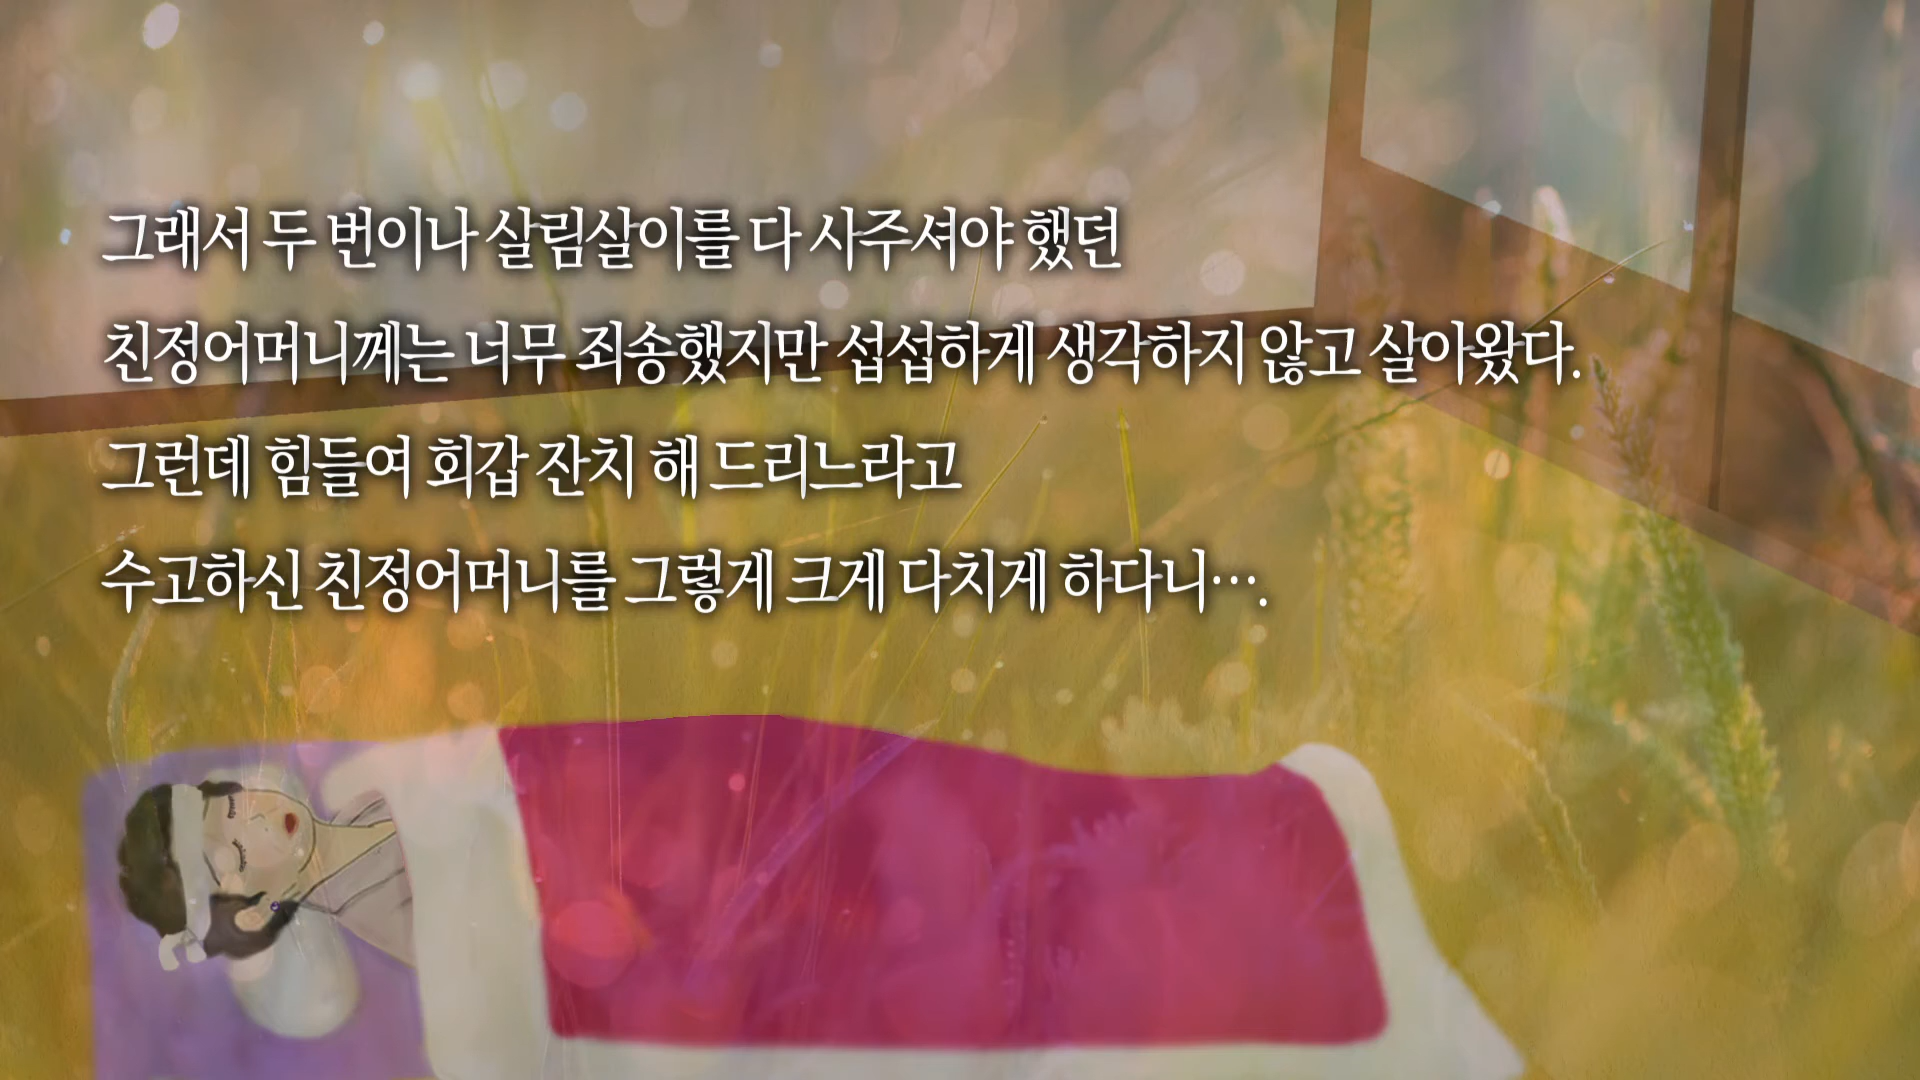 그래서 두 번이나 살림살이를 다 사주셔야 했던
친정어머니께는 너무 죄송했지만 섭섭하게 생각하지 않고 살아왔다.
그런데 힘들여 회갑 잔치 해 드리느라고
수고하신 친정어머니를 그렇게 크게 다치게 하다니….